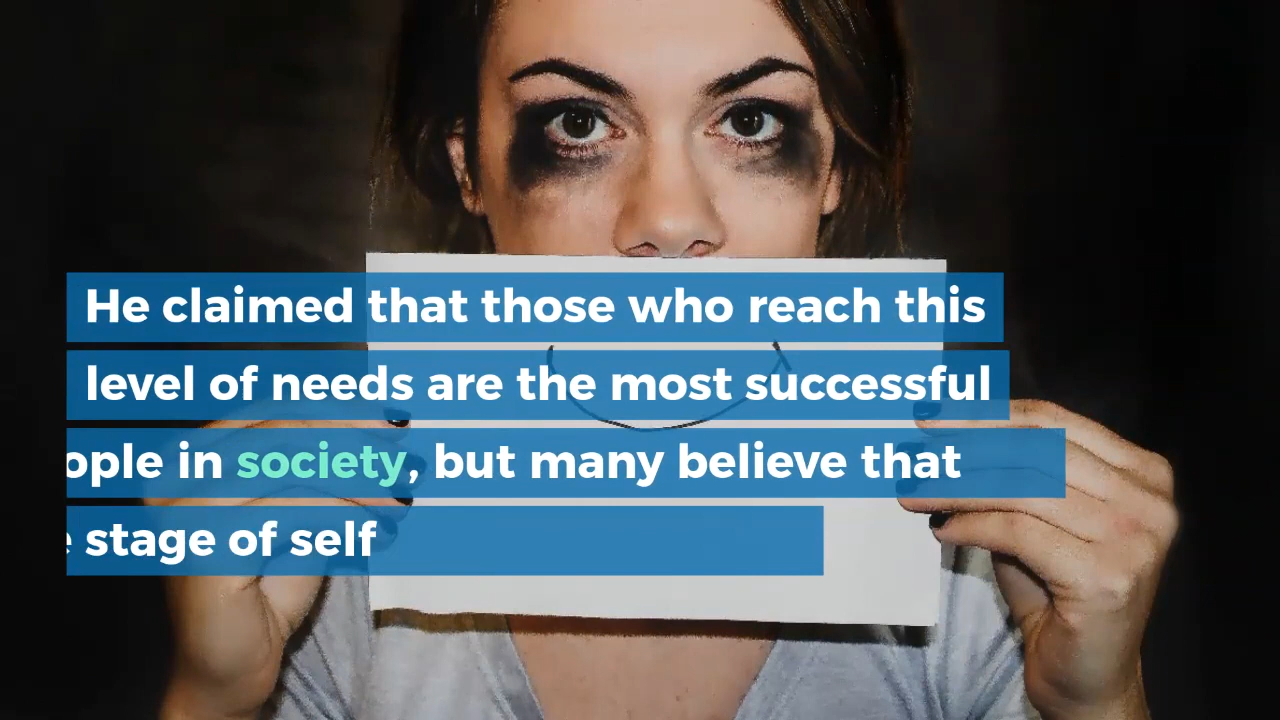 He claimed that those who reach this
level of needs are the most successful
ople in society, but many believe that
stage of self